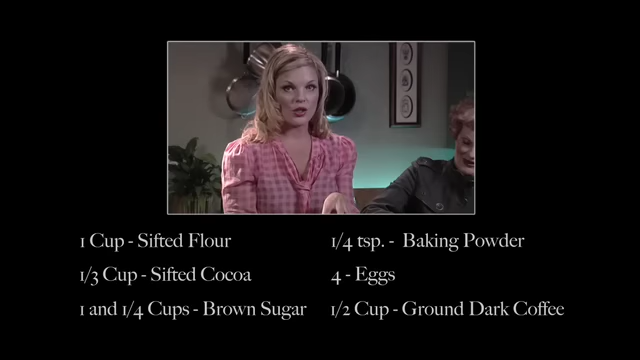 1 Cup - Sifted Flour
1/3 Cup - Sifted Cocoa
1 and 1/4 Cups - Brown Sugar
1/4 tsp. - Baking Powder
4 - Eggs
1/2 Cup - Ground Dark Coffee